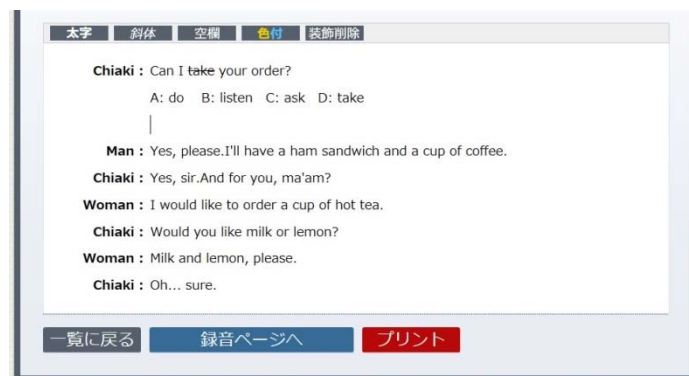 太字 斜体 空欄 色付 装飾削除
Chiaki : Can I take your order?
A: do B: listen C: ask D: take
Man : Yes, please.I'll have a ham sandwich and a cup of coffee.
Chiaki : Yes, sir.And for you, ma'am?
Woman : I would like to order a cup of hot tea.
Chiaki : Would you like milk or lemon?
Woman : Milk and lemon, please.
Chiaki : Oh... sure.
一覧に戻る 録音ページへ プリント